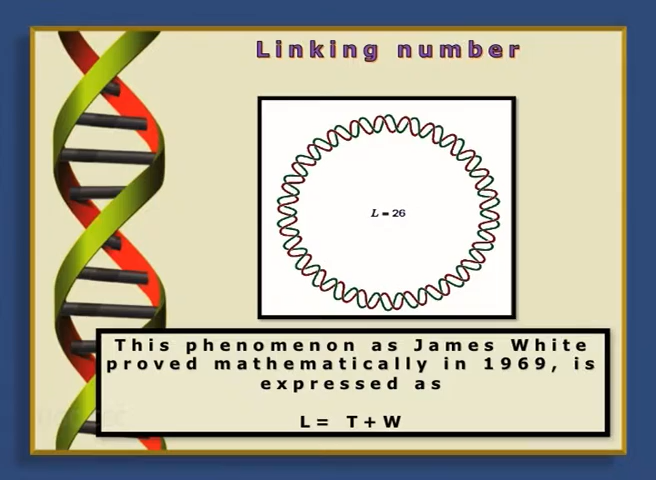 Linking number
L = 26
This phenomenon as James White
proved mathematically in 1969, is
expressed as
L= T+W